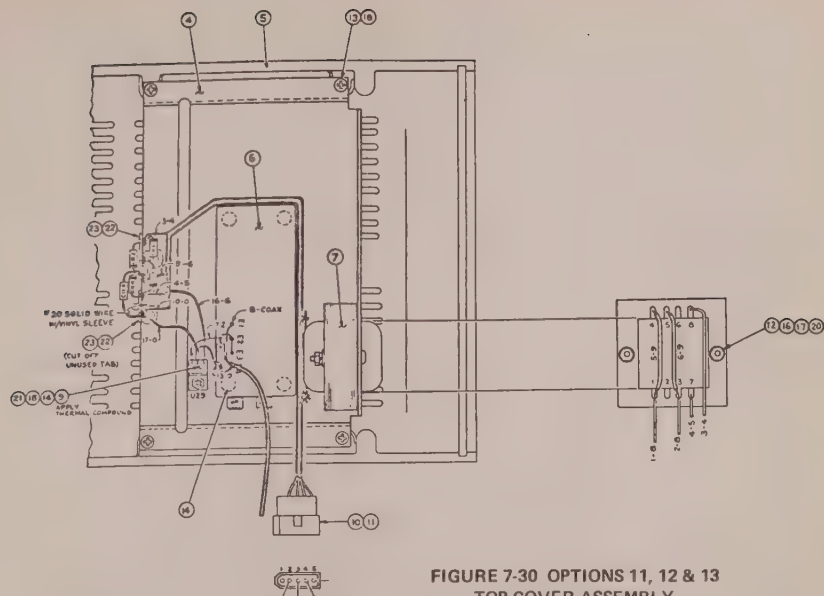 4
5
13 18
6
7
23 22
3-4
9-6
4-5
0-0
16-6
8-COAX
# 20 SOLID WIRE
W/VINYL SLEEVE
17-0
23 22
(CUT OFF
UNUSED TAB)
21 18 14 9
APPLY
THERMAL COMPOUND
U29
14
10 11
12 16 17 20
4 5 6 8
5-9
6-9
1 2 3 7
1-8
2-8
4-5
3-4
1 2 3 4 5
FIGURE 7-30 OPTIONS 11, 12 & 13
TOP COVER ASSEMBLY